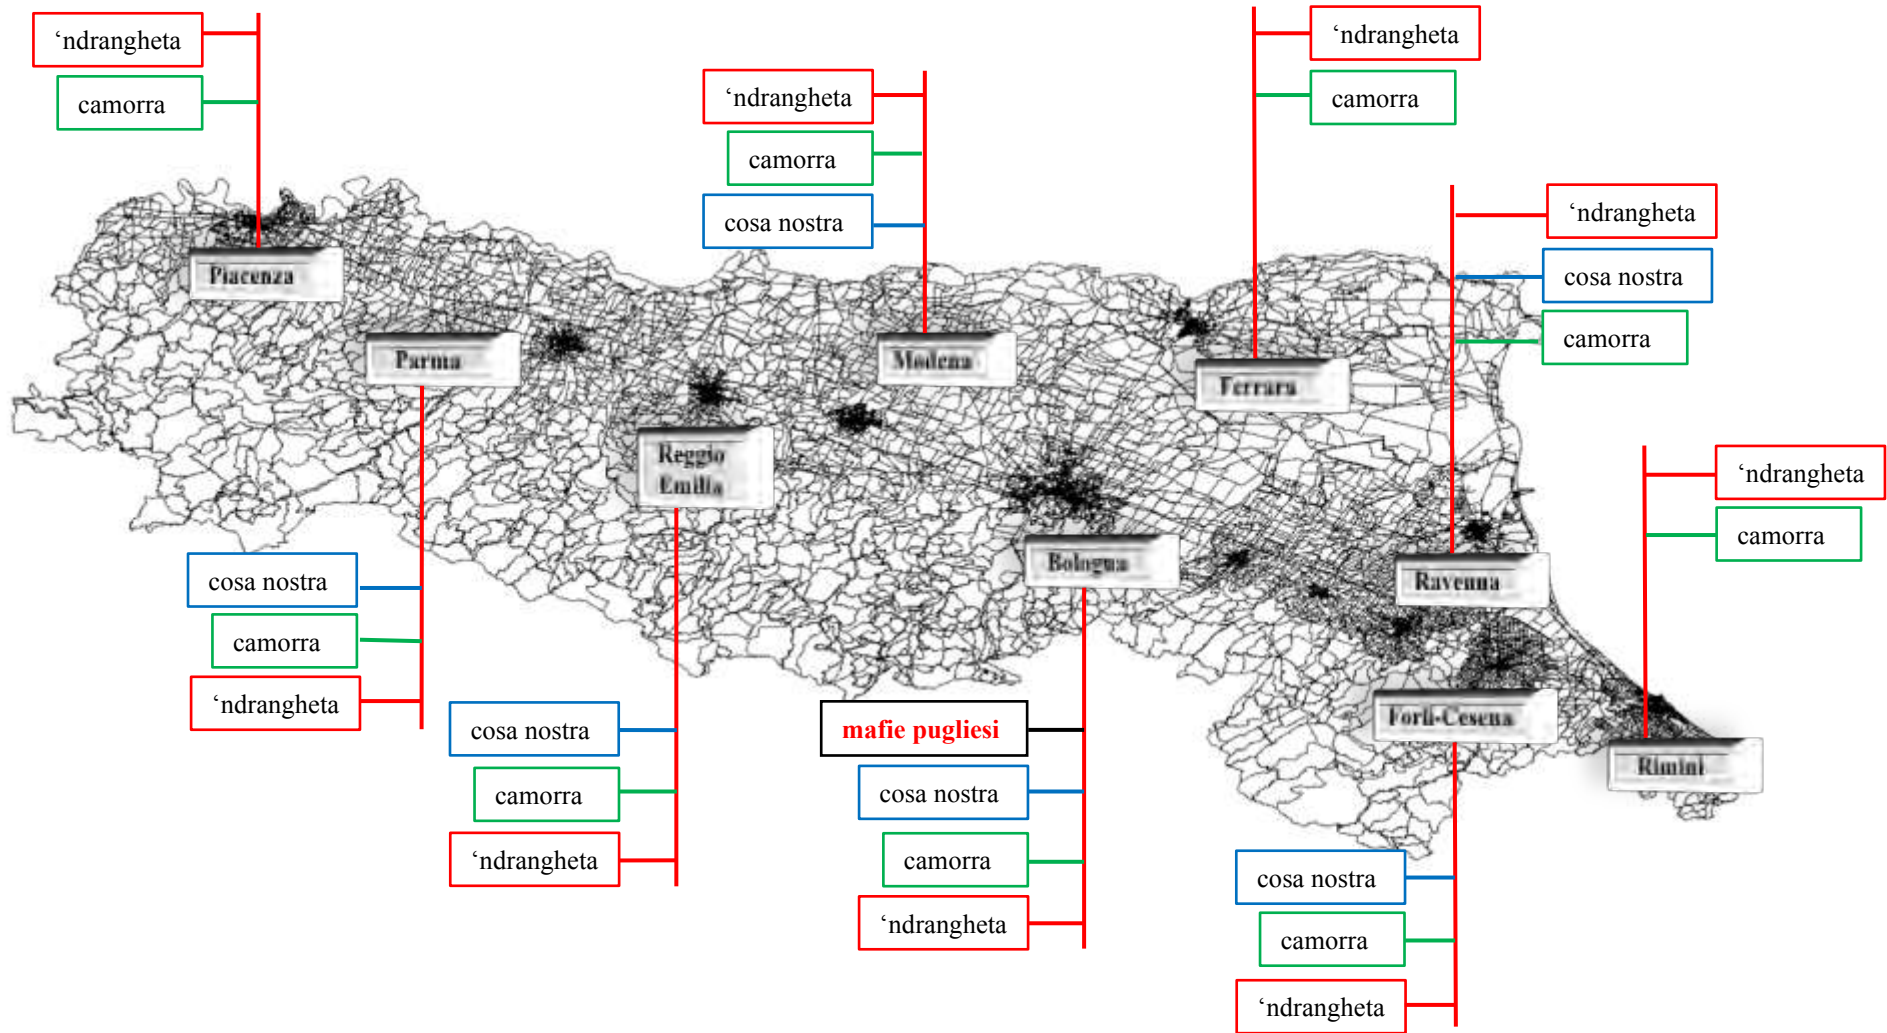 ‘ndrangheta
camorra
Piacenza
cosa nostra
camorra
‘ndrangheta
Parma
cosa nostra
camorra
‘ndrangheta
Reggio
Emilia
‘ndrangheta
camorra
cosa nostra
Modena
mafie pugliesi
cosa nostra
camorra
‘ndrangheta
Bologna
‘ndrangheta
camorra
Ferrara
‘ndrangheta
cosa nostra
camorra
Ravenna
cosa nostra
camorra
‘ndrangheta
Forlì-Cesena
‘ndrangheta
camorra
Rimini